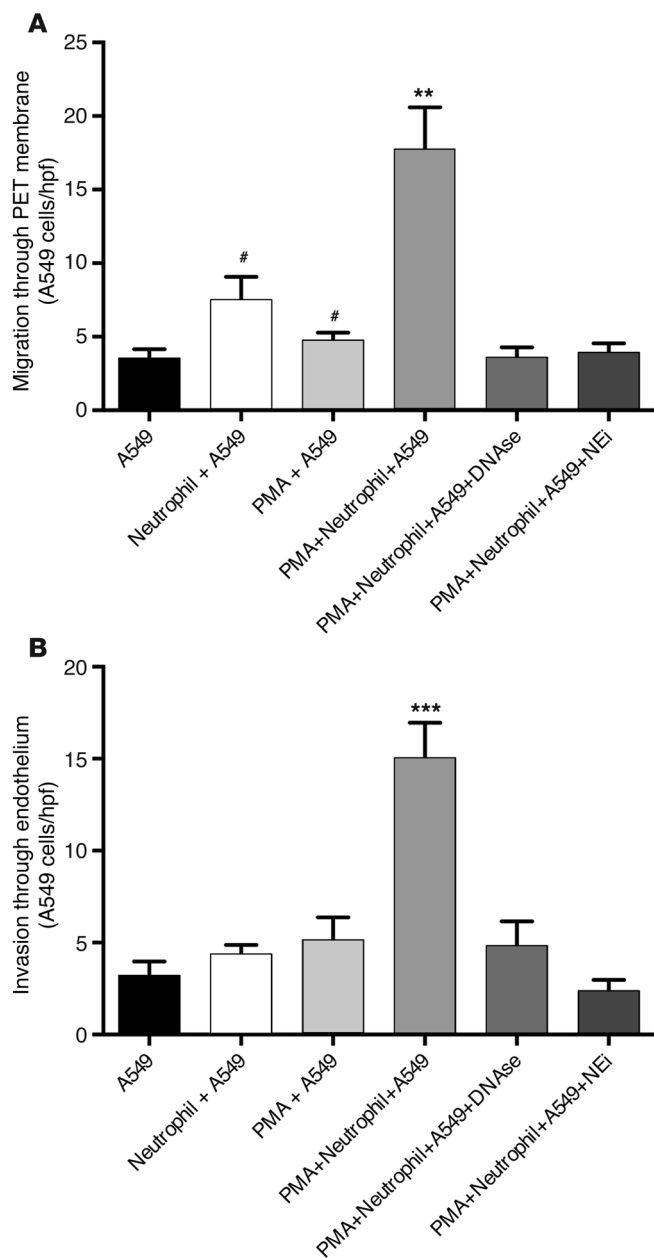 A
Migration through PET membrane
(A549 cells/hpf)
25
20
15
10
5
0
#
#
**
A549
Neutrophil + A549
PMA + A549
PMA+Neutrophil+A549
PMA+Neutrophil+A549+DNAse
PMA+Neutrophil+A549+NEi
B
Invasion through endothelium
(A549 cells/hpf)
20
15
10
5
0
***
A549
Neutrophil + A549
PMA + A549
PMA+Neutrophil+A549
PMA+Neutrophil+A549+DNAse
PMA+Neutrophil+A549+NEi